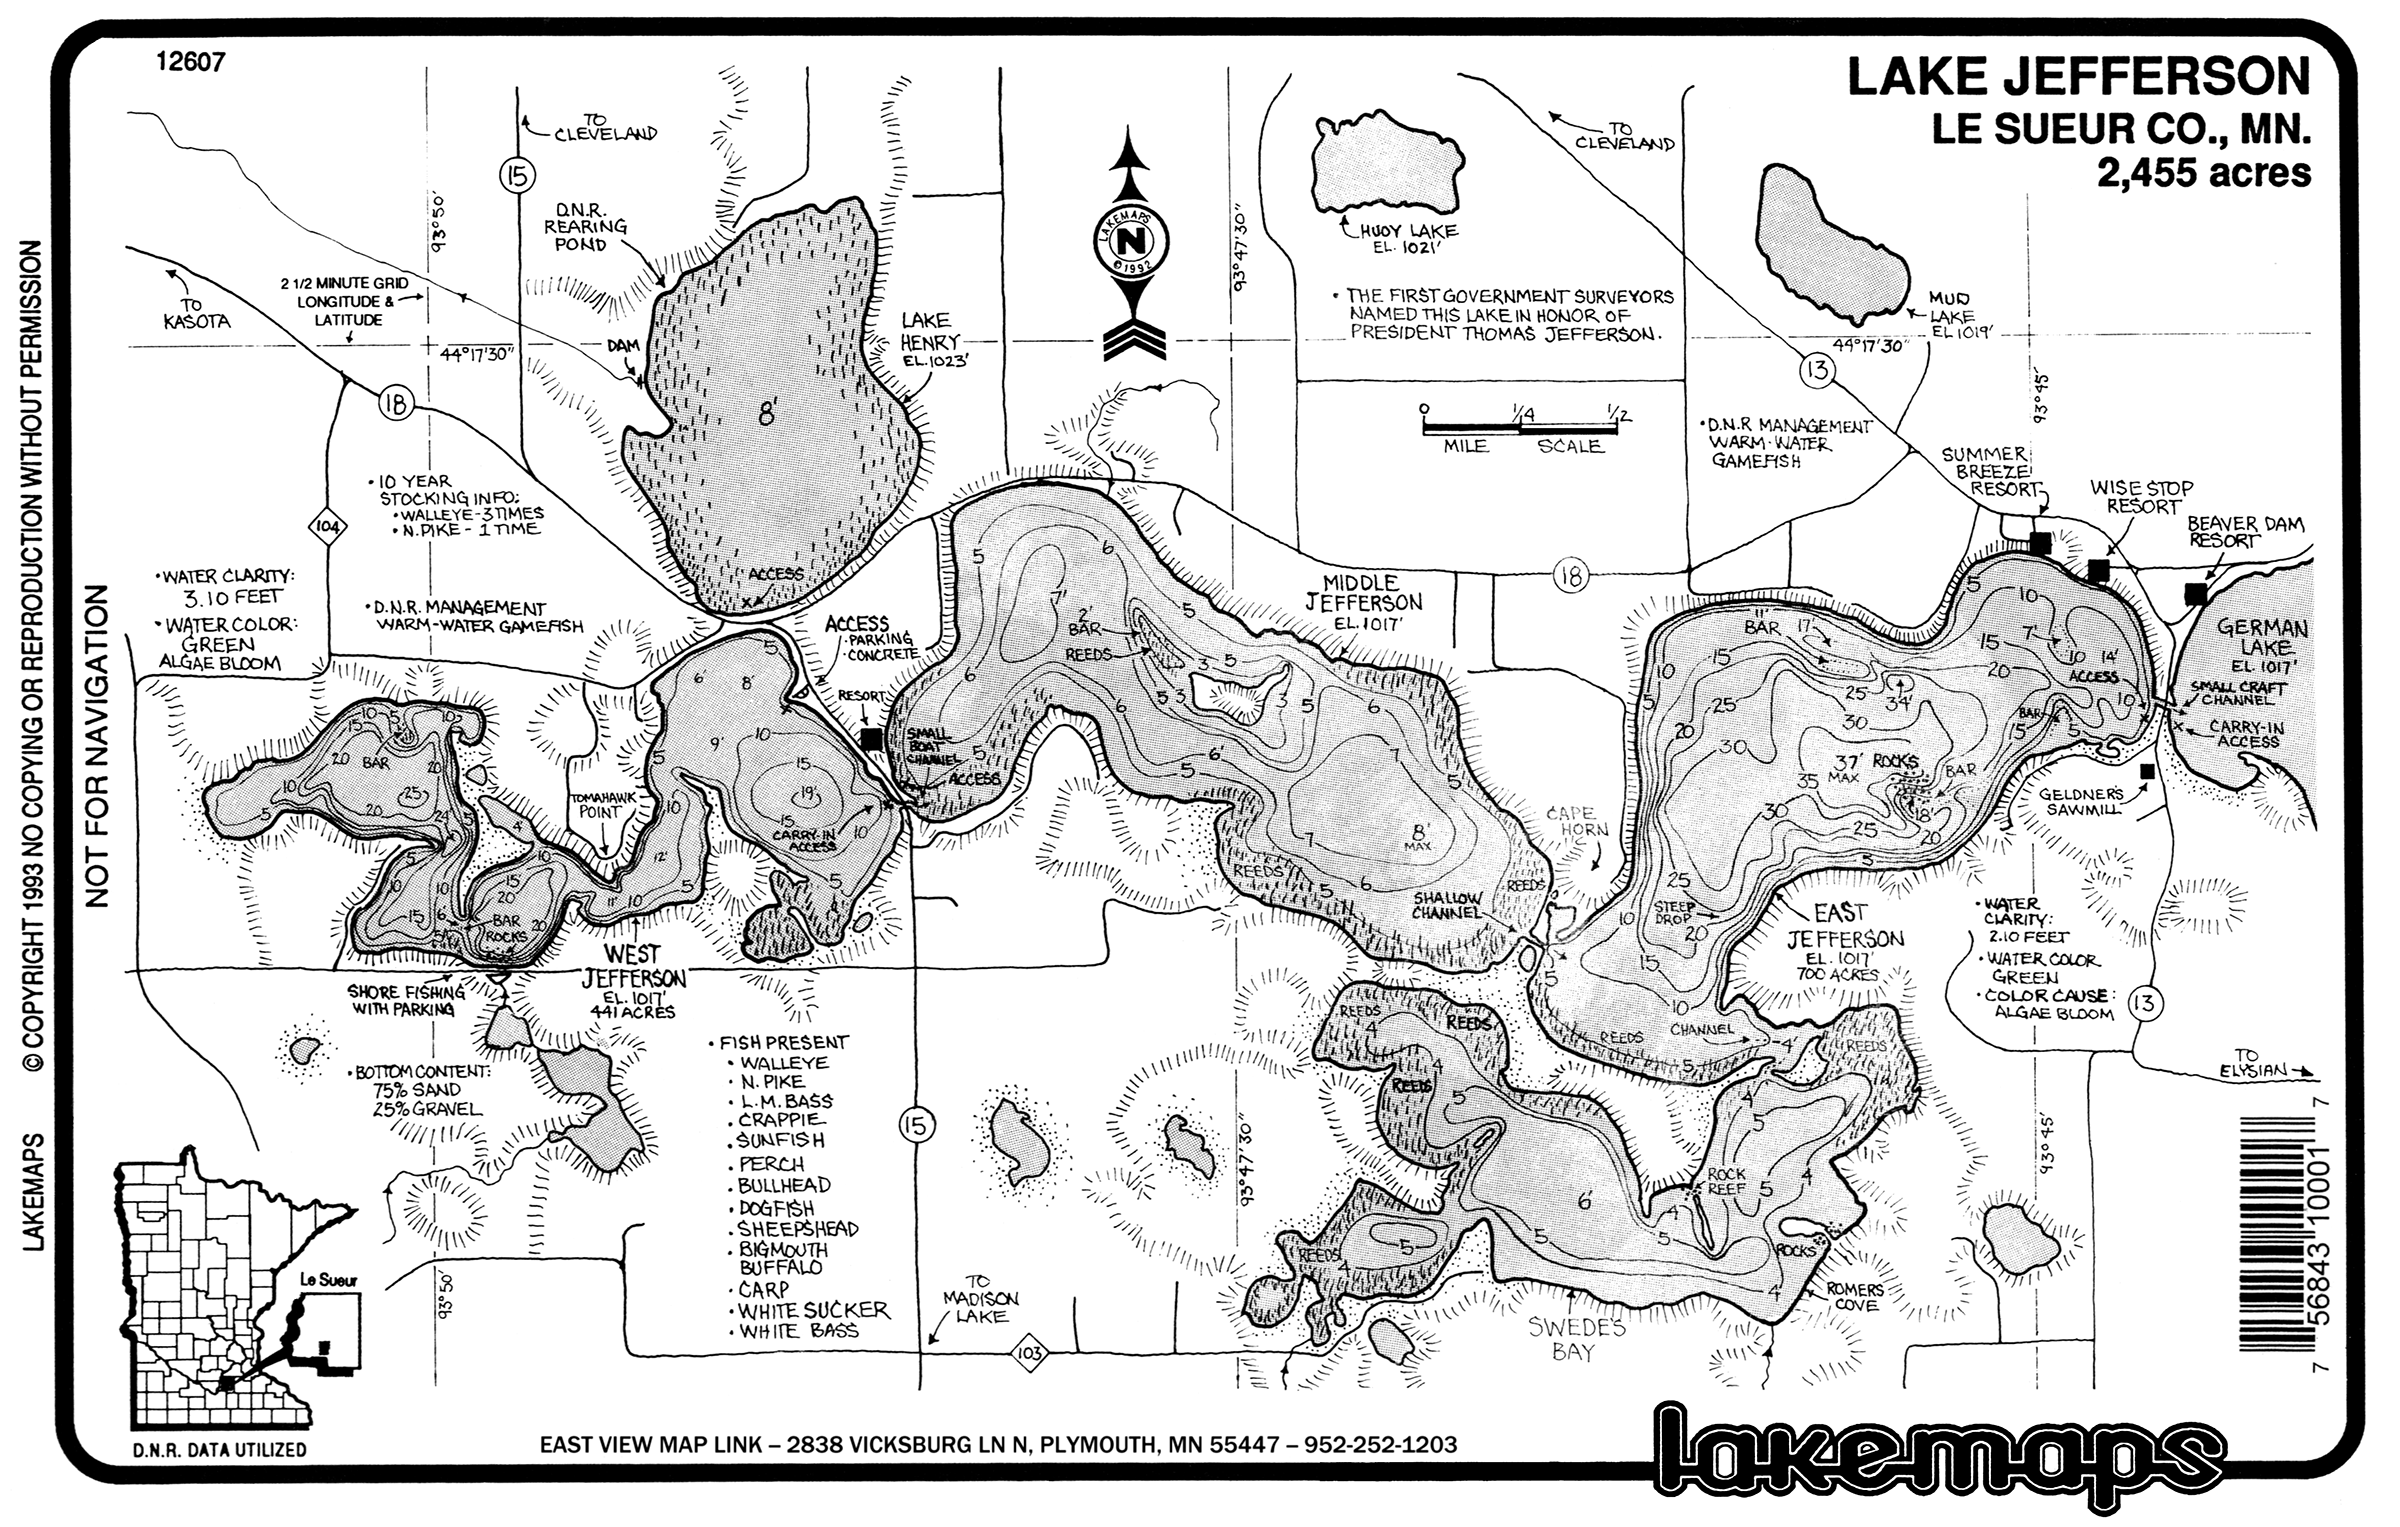 12607
LAKE JEFFERSON
LE SUEUR CO., MN.
2,455 acres
LAKEMAPS © COPYRIGHT 1993 NO COPYING OR REPRODUCTION WITHOUT PERMISSION
NOT FOR NAVIGATION
TO
CLEVELAND
15
93°50'
D.N.R.
REARING
POND
TO
KASOTA
2 1/2 MINUTE GRID
LONGITUDE &
LATITUDE
44°17'30"
DAM
18
LAKE
HENRY
EL. 1023'
8'
ACCESS
LAKEMAPS
N
© 1992
93°47'30"
HUOY LAKE
EL. 1021'
TO
CLEVELAND
• THE FIRST GOVERNMENT SURVEYORS
NAMED THIS LAKE IN HONOR OF
PRESIDENT THOMAS JEFFERSON.
MUD
LAKE
EL 1019'
44°17'30"
13
93°45'
0 1/4 1/2
MILE SCALE
• D.N.R MANAGEMENT
WARM-WATER
GAMEFISH
SUMMER
BREEZE
RESORT
WISE STOP
RESORT
BEAVER DAM
RESORT
104
• 10 YEAR
STOCKING INFO:
• WALLEYE-3 TIMES
• N. PIKE - 1 TIME
• WATER CLARITY:
3.10 FEET
• WATER COLOR:
GREEN
ALGAE BLOOM
• D.N.R. MANAGEMENT
WARM-WATER GAMEFISH
ACCESS
• PARKING
• CONCRETE
RESORT
SMALL
BOAT
CHANNEL
ACCESS
MIDDLE
JEFFERSON
EL. 1017'
18
2'
BAR
REEDS
7'
6'
8'
MAX
REEDS
REEDS
SHALLOW
CHANNEL
CAPE
HORN
11'
BAR
17'
34'
37'
MAX
ROCKS
BAR
18'
7'
14'
ACCESS
BAR
GERMAN
LAKE
EL. 1017'
SMALL CRAFT
CHANNEL
CARRY-IN
ACCESS
GELDNER'S
SAWMILL
STEEP
DROP
EAST
JEFFERSON
EL. 1017'
700 ACRES
• WATER
CLARITY:
2.10 FEET
• WATER COLOR
GREEN
• COLOR CAUSE:
ALGAE BLOOM
13
TO
ELYSIAN
BAR
TOMAHAWK
POINT
6'
8'
9'
19'
CARRY-IN
ACCESS
12'
11'
BAR
ROCKS
WEST
JEFFERSON
EL. 1017'
441 ACRES
SHORE FISHING
WITH PARKING
• BOTTOM CONTENT:
75% SAND
25% GRAVEL
• FISH PRESENT
• WALLEYE
• N. PIKE
• L.M. BASS
• CRAPPIE
• SUNFISH
• PERCH
• BULLHEAD
• DOGFISH
• SHEEPSHEAD
• BIGMOUTH
BUFFALO
• CARP
• WHITE SUCKER
• WHITE BASS
15
TO
MADISON
LAKE
103
93°50'
93°47'30"
93°45'
REEDS
REEDS
REEDS
REEDS
CHANNEL
REEDS
ROCK
REEF
6'
ROCKS
REEDS
ROMERS
COVE
SWEDES
BAY
Le Sueur
D.N.R. DATA UTILIZED
EAST VIEW MAP LINK – 2838 VICKSBURG LN N, PLYMOUTH, MN 55447 – 952-252-1203
7 56843 10001 7
lakemaps